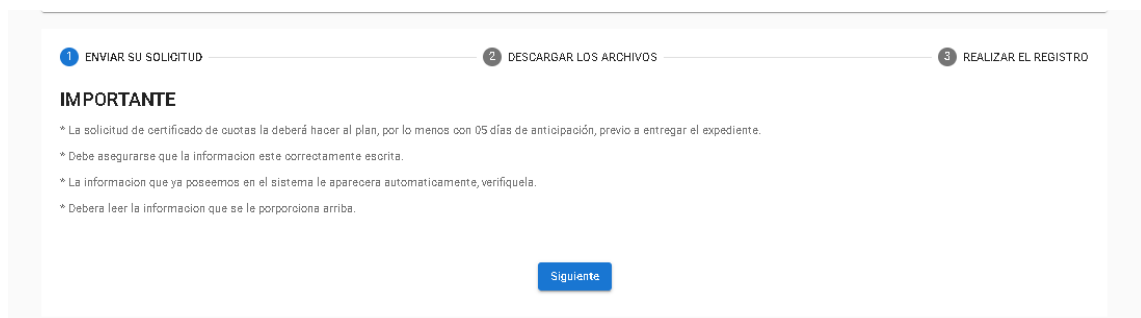 1 ENVIAR SU SOLICITUD 2 DESCARGAR LOS ARCHIVOS 3 REALIZAR EL REGISTRO
IMPORTANTE
* La solicitud de certificado de cuotas la deberá hacer al plan, por lo menos con 05 días de anticipación, previo a entregar el expediente.
* Debe asegurarse que la informacion este correctamente escrita.
* La informacion que ya poseemos en el sistema le aparecera automaticamente, verifiquela.
* Debera leer la informacion que se le porporciona arriba.
Siguiente